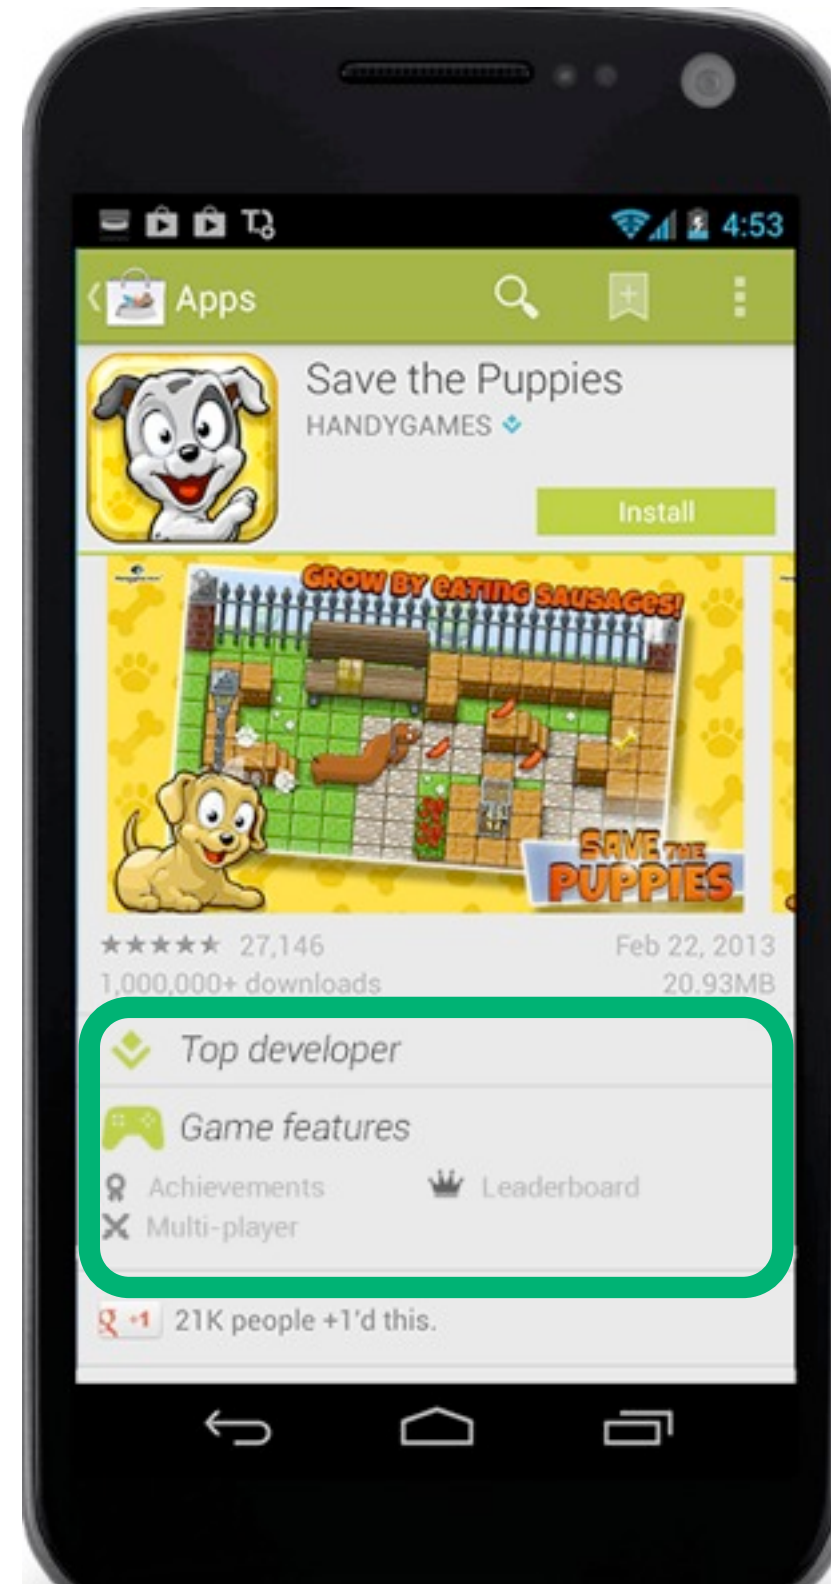 4:53
Apps
Save the Puppies
HANDYGAMES
Install
GROW BY EATING SAUSAGES!
SAVE THE
PUPPIES
27,146
Feb 22, 2013
1,000,000+ downloads
20.93MB
Top developer
Game features
Achievements
Leaderboard
Multi-player
g +1 21K people +1'd this.